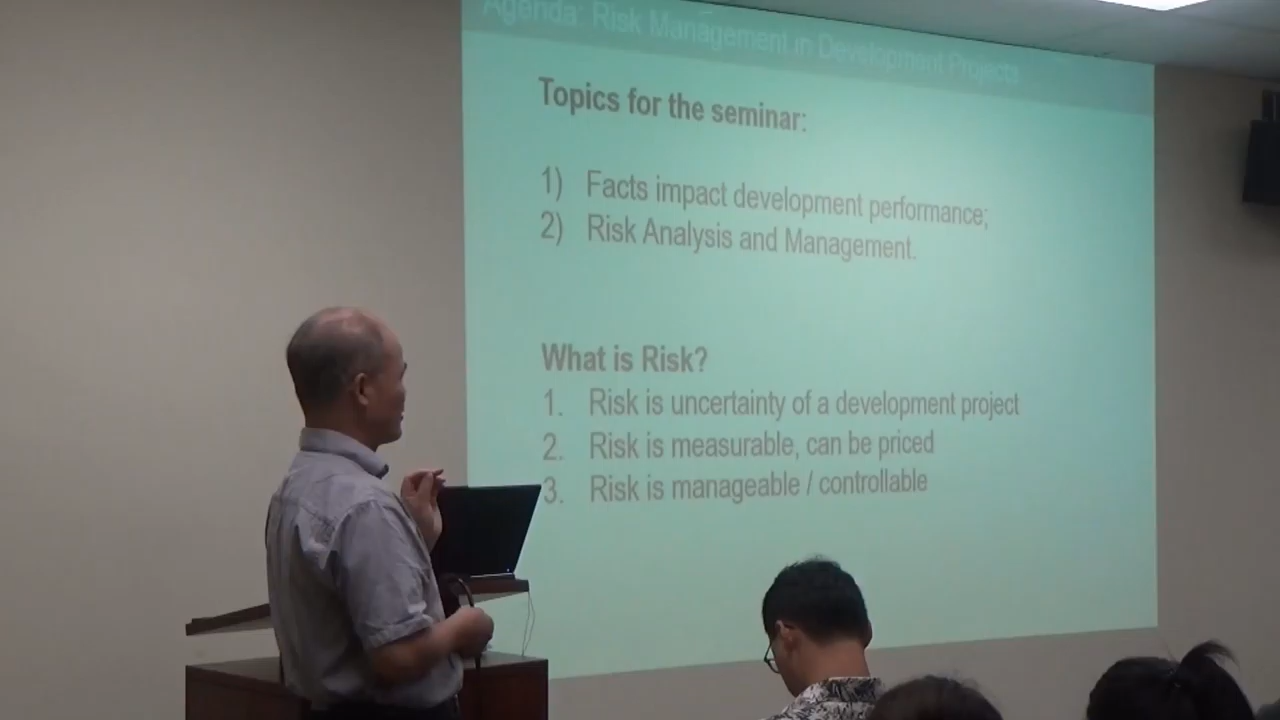 Agenda: Risk Management in Development Projects
Topics for the seminar:
1) Facts impact development performance;
2) Risk Analysis and Management.
What is Risk?
1. Risk is uncertainty of a development project
2. Risk is measurable, can be priced
3. Risk is manageable / controllable